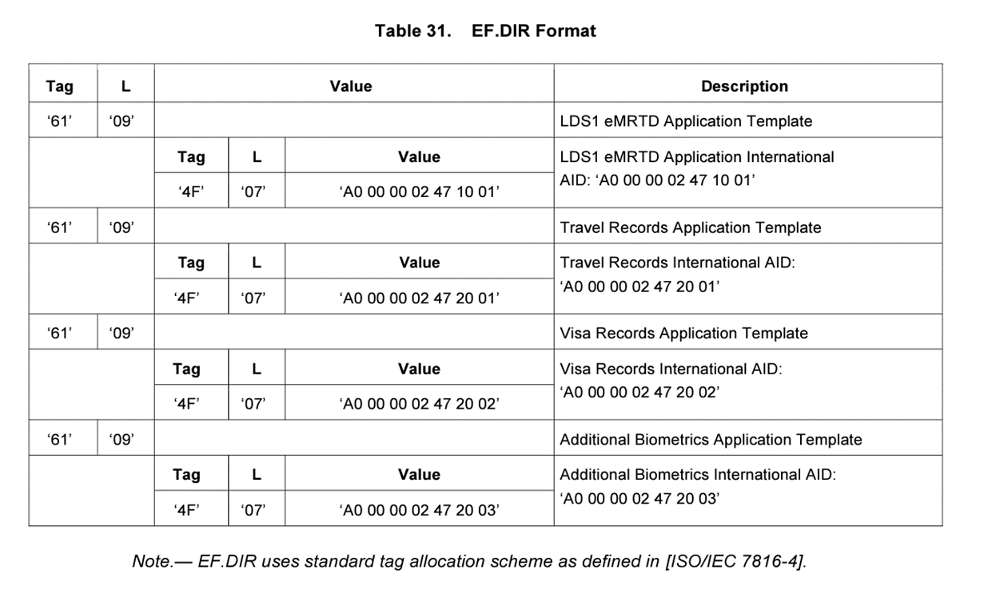 Table 31. EF.DIR Format
Tag L Value Description
‘61’ ‘09’ LDS1 eMRTD Application Template
Tag L Value LDS1 eMRTD Application International
AID: ‘A0 00 00 02 47 10 01’
‘4F’ ‘07’ ‘A0 00 00 02 47 10 01’
‘61’ ‘09’ Travel Records Application Template
Tag L Value Travel Records International AID:
‘A0 00 00 02 47 20 01’
‘4F’ ‘07’ ‘A0 00 00 02 47 20 01’
‘61’ ‘09’ Visa Records Application Template
Tag L Value Visa Records International AID:
‘A0 00 00 02 47 20 02’
‘4F’ ‘07’ ‘A0 00 00 02 47 20 02’
‘61’ ‘09’ Additional Biometrics Application Template
Tag L Value Additional Biometrics International AID:
‘A0 00 00 02 47 20 03’
‘4F’ ‘07’ ‘A0 00 00 02 47 20 03’
Note.— EF.DIR uses standard tag allocation scheme as defined in [ISO/IEC 7816-4].